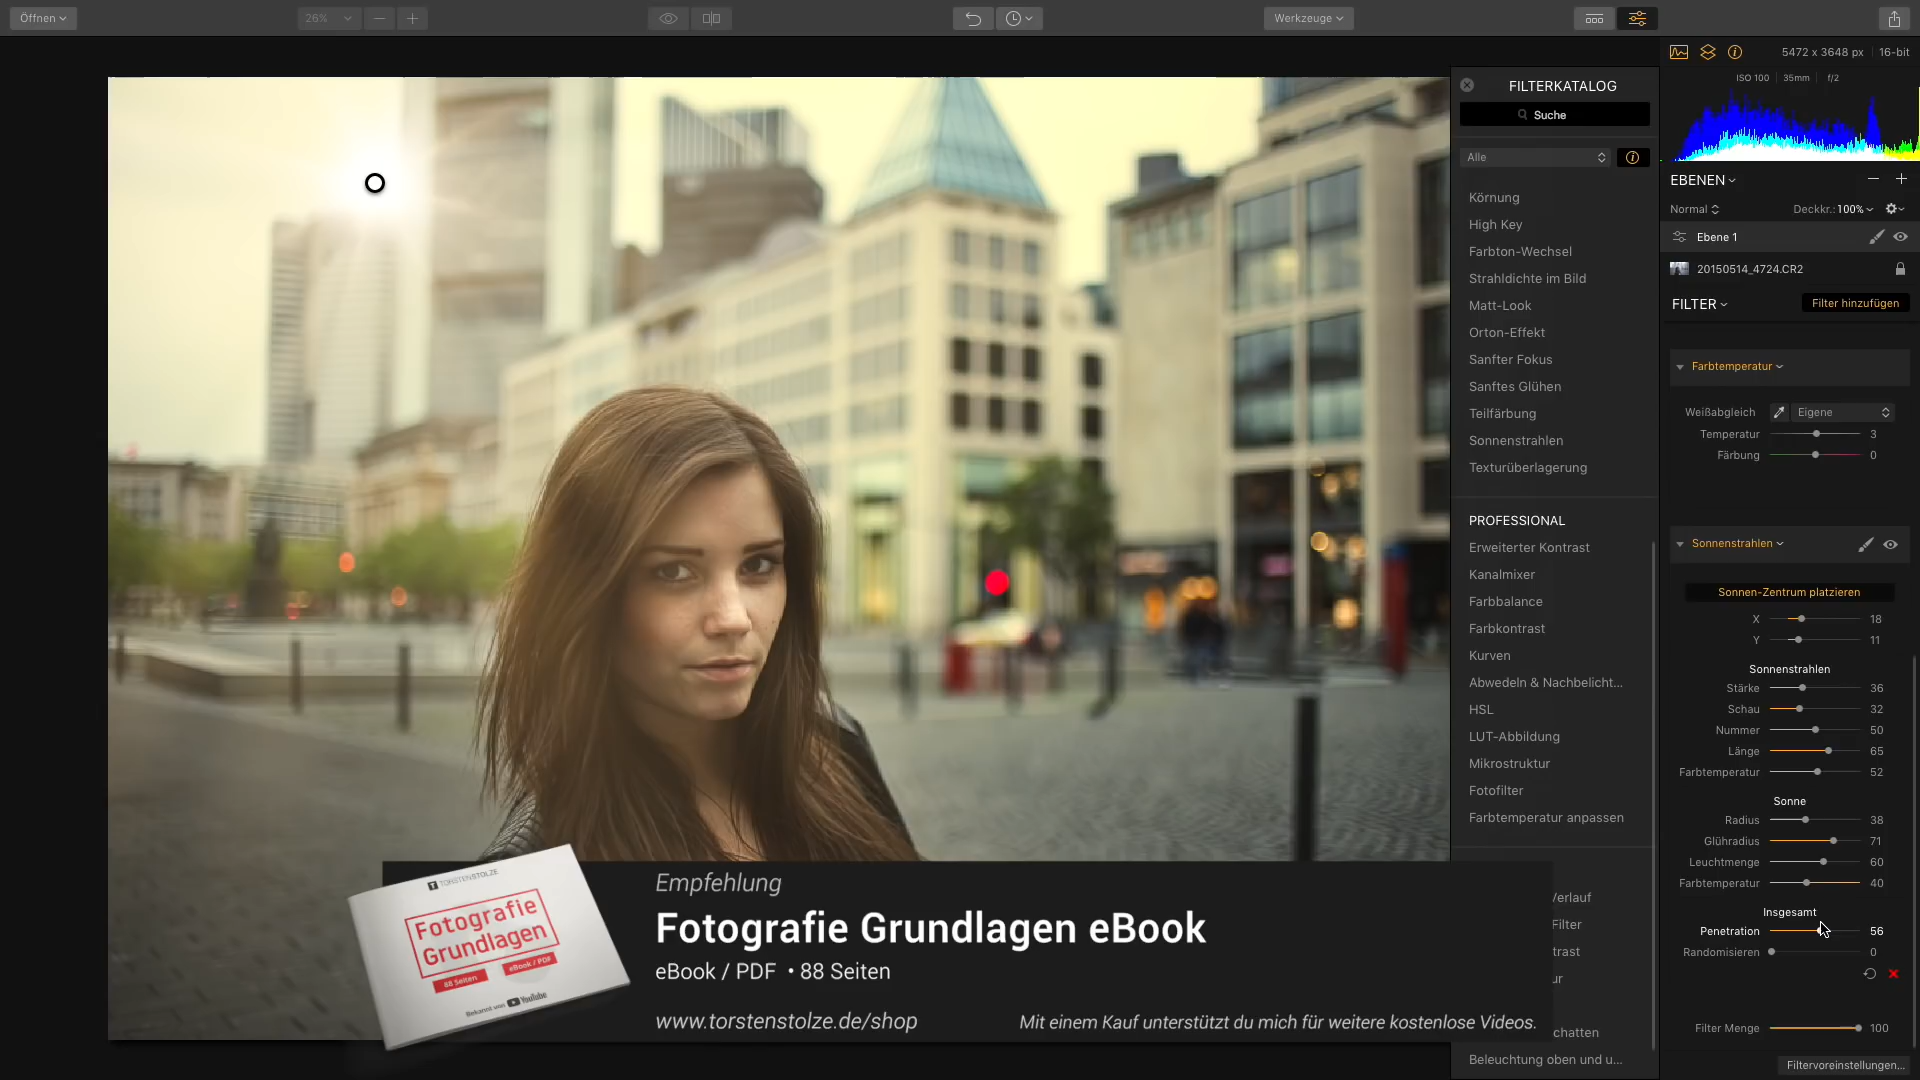 Öffnen
26%
Werkzeuge
5472 x 3648 px
16-bit
ISO 100
35mm
f/2
FILTERKATALOG
Suche
Alle
Körnung
High Key
Farbton-Wechsel
Strahldichte im Bild
Matt-Look
Orton-Effekt
Sanfter Fokus
Sanftes Glühen
Teilfärbung
Sonnenstrahlen
Texturüberlagerung
PROFESSIONAL
Erweiterter Kontrast
Kanalmixer
Farbbalance
Farbkontrast
Kurven
Abwedeln & Nachbelicht...
HSL
LUT-Abbildung
Mikrostruktur
Fotofilter
Farbtemperatur anpassen
Verlauf
Filter
trast
ur
chatten
Beleuchtung oben und u...
EBENEN
Normal
Deckkr.: 100%
Ebene 1
20150514_4724.CR2
FILTER
Filter hinzufügen
Farbtemperatur
Weißabgleich
Eigene
Temperatur 3
Färbung 0
Sonnenstrahlen
Sonnen-Zentrum platzieren
X 18
Y 11
Sonnenstrahlen
Stärke 36
Schau 32
Nummer 50
Länge 65
Farbtemperatur 52
Sonne
Radius 38
Glühradius 71
Leuchtmenge 60
Farbtemperatur 40
Insgesamt
Penetration 56
Randomisieren 0
Filter Menge 100
Filtervoreinstellungen...
TORSTENSTOLZE
Fotografie
Grundlagen
88 Seiten
eBook / PDF
Bekannt von YouTube
Empfehlung
Fotografie Grundlagen eBook
eBook / PDF • 88 Seiten
www.torstenstolze.de/shop
Mit einem Kauf unterstützt du mich für weitere kostenlose Videos.